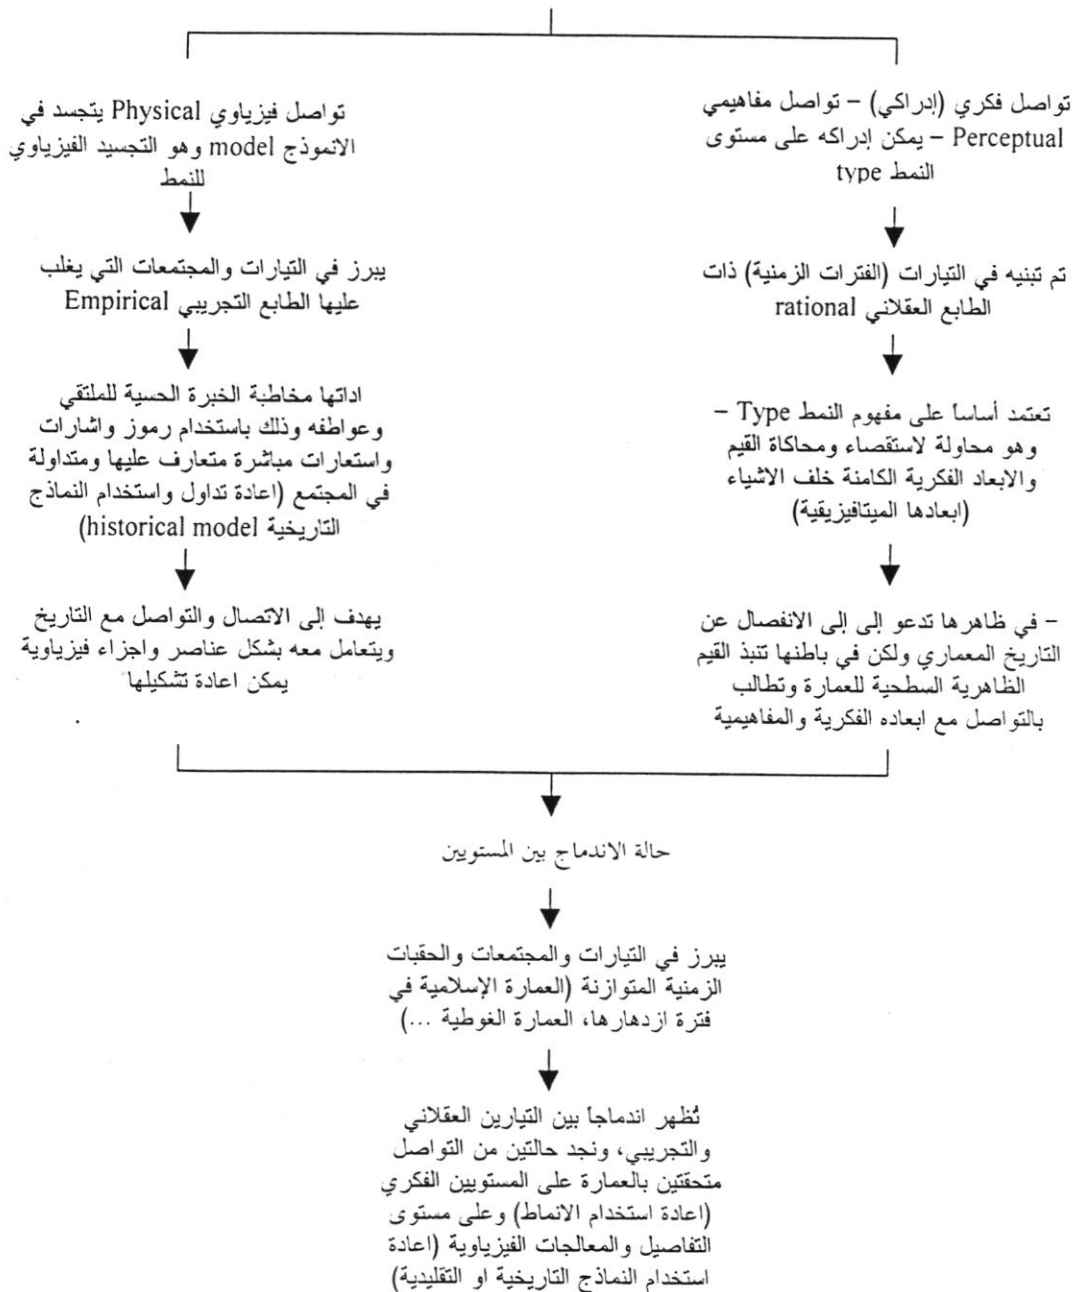 تواصل فكري (إدراكي) – تواصل مفاهيمي
Perceptual – يمكن إدراكه على مستوى
النمط type
تم تبنيه في التيارات (الفترات الزمنية) ذات
الطابع العقلاني rational
تعتمد أساساً على مفهوم النمط Type –
وهو محاولة لاستقصاء ومحاكاة القيم
والابعاد الفكرية الكامنة خلف الاشياء
(ابعادها الميتافيزيقية)
– في ظاهرها تدعو إلى إلى الانفصال عن
التاريخ المعماري ولكن في باطنها تنبذ القيم
الظاهرية السطحية للعمارة وتطالب
بالتواصل مع ابعاده الفكرية والمفاهيمية
تواصل فيزياوي Physical يتجسد في
الانموذج model وهو التجسيد الفيزياوي
للنمط
يبرز في التيارات والمجتمعات التي يغلب
عليها الطابع التجريبي Empirical
اداتها مخاطبة الخبرة الحسية للملتقي
وعواطفه وذلك باستخدام رموز واشارات
واستعارات مباشرة متعارف عليها ومتداولة
في المجتمع (اعادة تداول واستخدام النماذج
التاريخية historical model)
يهدف إلى الاتصال والتواصل مع التاريخ
ويتعامل معه بشكل عناصر واجزاء فيزياوية
يمكن اعادة تشكيلها
حالة الاندماج بين المستويين
يبرز في التيارات والمجتمعات والحقبات
الزمنية المتوازنة (العمارة الإسلامية في
فترة ازدهارها، العمارة الغوطية ...)
تُظهر اندماجاً بين التيارين العقلاني
والتجريبي، ونجد حالتين من التواصل
متحقتين بالعمارة على المستويين الفكري
(اعادة استخدام الانماط) وعلى مستوى
التفاصيل والمعالجات الفيزياوية (اعادة
استخدام النماذج التاريخية او التقليدية)